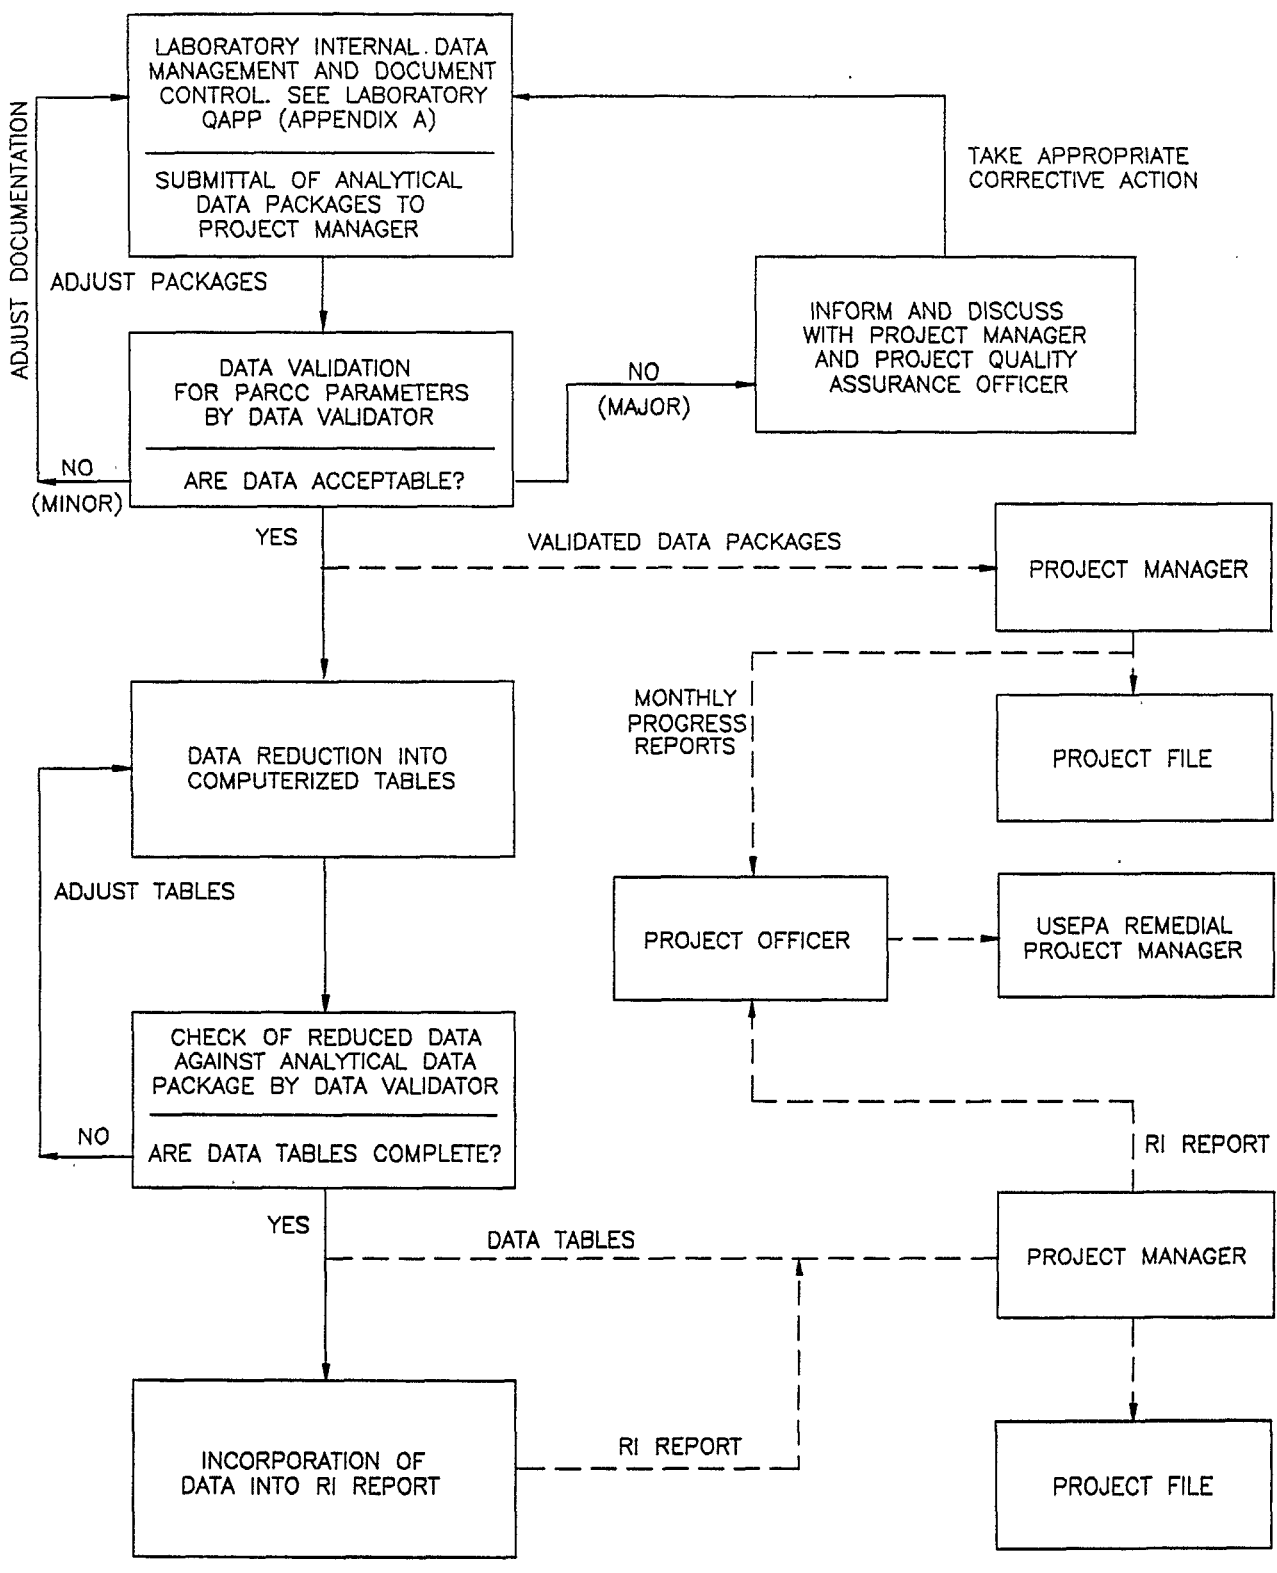 LABORATORY INTERNAL DATA
MANAGEMENT AND DOCUMENT
CONTROL. SEE LABORATORY
QAPP (APPENDIX A)
SUBMITTAL OF ANALYTICAL
DATA PACKAGES TO
PROJECT MANAGER
ADJUST DOCUMENTATION
TAKE APPROPRIATE
CORRECTIVE ACTION
ADJUST PACKAGES
INFORM AND DISCUSS
WITH PROJECT MANAGER
AND PROJECT QUALITY
ASSURANCE OFFICER
DATA VALIDATION
FOR PARCC PARAMETERS
BY DATA VALIDATOR
ARE DATA ACCEPTABLE?
NO
(MAJOR)
NO
(MINOR)
YES
VALIDATED DATA PACKAGES
PROJECT MANAGER
MONTHLY
PROGRESS
REPORTS
PROJECT FILE
DATA REDUCTION INTO
COMPUTERIZED TABLES
ADJUST TABLES
PROJECT OFFICER
USEPA REMEDIAL
PROJECT MANAGER
CHECK OF REDUCED DATA
AGAINST ANALYTICAL DATA
PACKAGE BY DATA VALIDATOR
ARE DATA TABLES COMPLETE?
NO
RI REPORT
YES
DATA TABLES
PROJECT MANAGER
INCORPORATION OF
DATA INTO RI REPORT
RI REPORT
PROJECT FILE